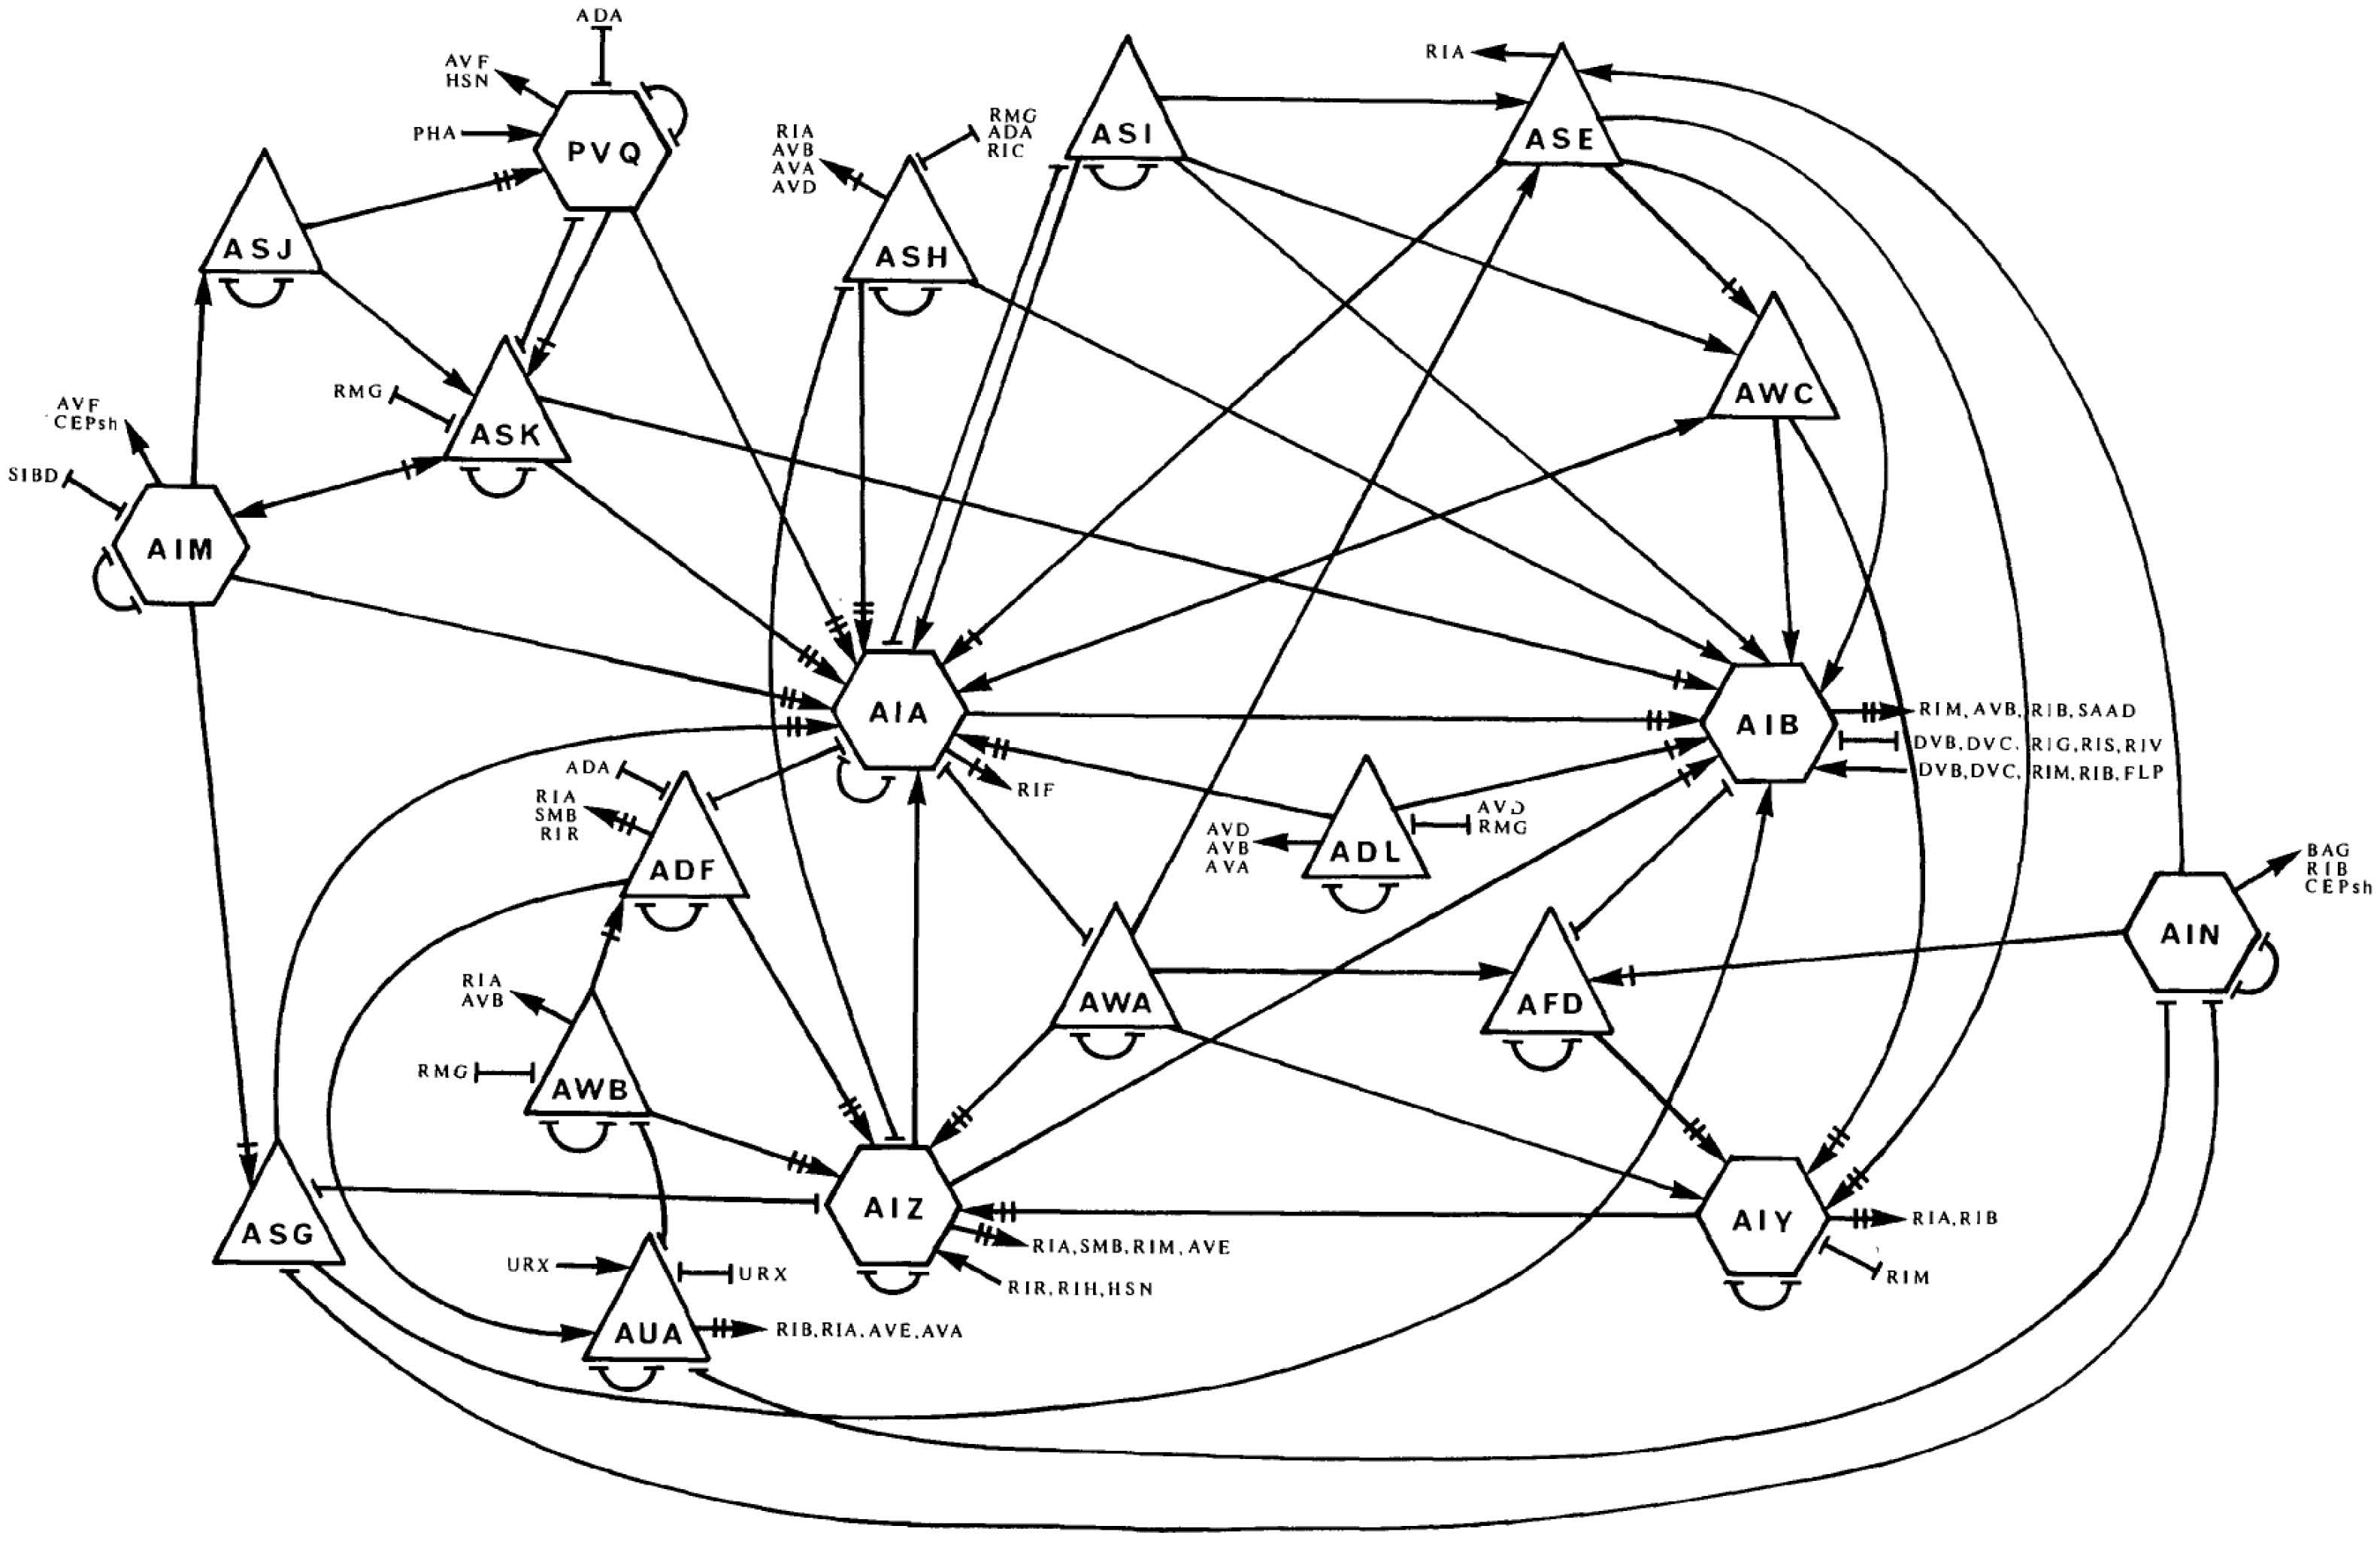 ADA
AVF
HSN
PHA
PVQ
RIA
AVB
AVA
AVD
RMG
ADA
RIC
ASI
RIA
ASE
ASJ
ASH
RMG
ASK
AWC
AVF
CEPsh
SIBD
AIM
AIA
AIB
RIM, AVB, RIB, SAAD
DVB, DVC, RIG, RIS, RIV
DVB, DVC, RIM, RIB, FLP
RIF
ADA
RIA
SMB
RIR
ADF
AVD
AVB
AVA
ADL
AVD
RMG
BAG
RIB
CEPsh
AIN
RIA
AVB
RMG
AWB
AWA
AFD
ASG
AIZ
AIY
RIA, RIB
RIM
RIA, SMB, RIM, AVE
RIR, RIH, HSN
URX
URX
AUA
RIB, RIA, AVE, AVA